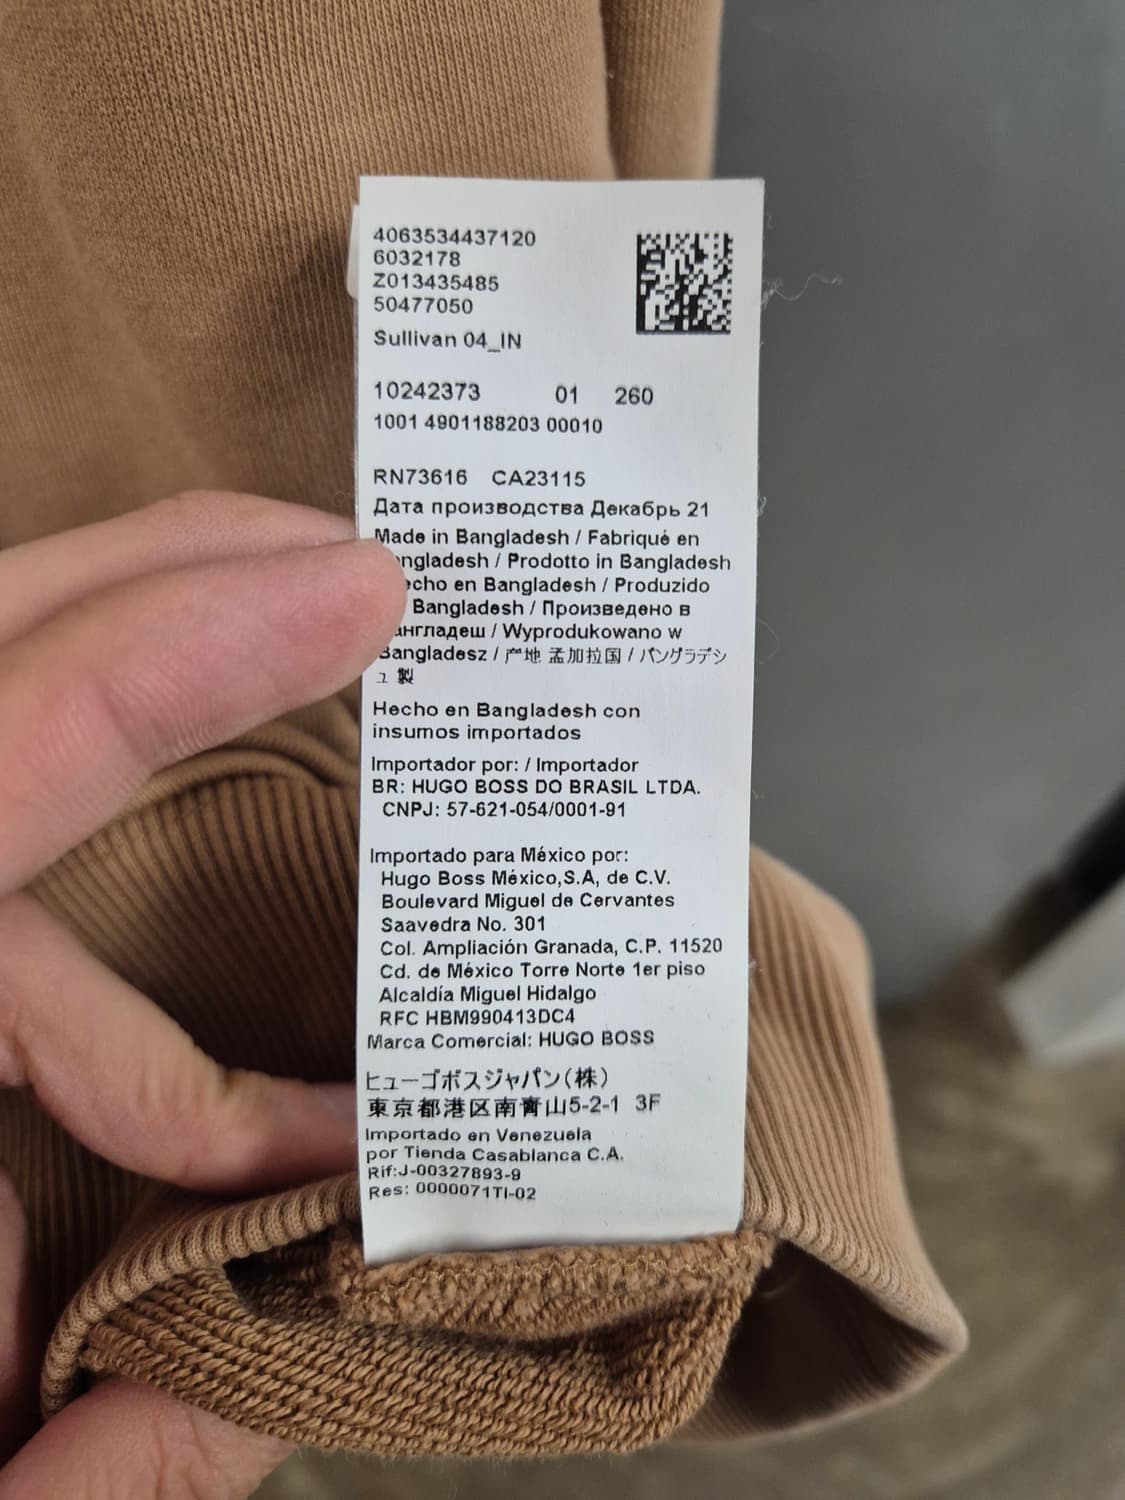 4063534437120
6032178
Z013435485
50477050
Sullivan 04_IN
10242373 01 260
1001 4901188203 00010
RN73616 CA23115
Дата производства Декабрь 21
Made in Bangladesh / Fabriqué en
ngladesh / Prodotto in Bangladesh
echo en Bangladesh / Produzido
Bangladesh / Произведено в
англадеш / Wyprodukowano w
Bangladesz / 产地 孟加拉国 / バングラデシ
ュ 製
Hecho en Bangladesh con
insumos importados
Importador por: / Importador
BR: HUGO BOSS DO BRASIL LTDA.
CNPJ: 57-621-054/0001-91
Importado para México por:
Hugo Boss México,S.A, de C.V.
Boulevard Miguel de Cervantes
Saavedra No. 301
Col. Ampliación Granada, C.P. 11520
Cd. de México Torre Norte 1er piso
Alcaldía Miguel Hidalgo
RFC HBM990413DC4
Marca Comercial: HUGO BOSS
ヒューゴボスジャパン(株)
東京都港区南青山5-2-1 3F
Importado en Venezuela
por Tienda Casablanca C.A.
Rif:J-00327893-9
Res: 0000071TI-02